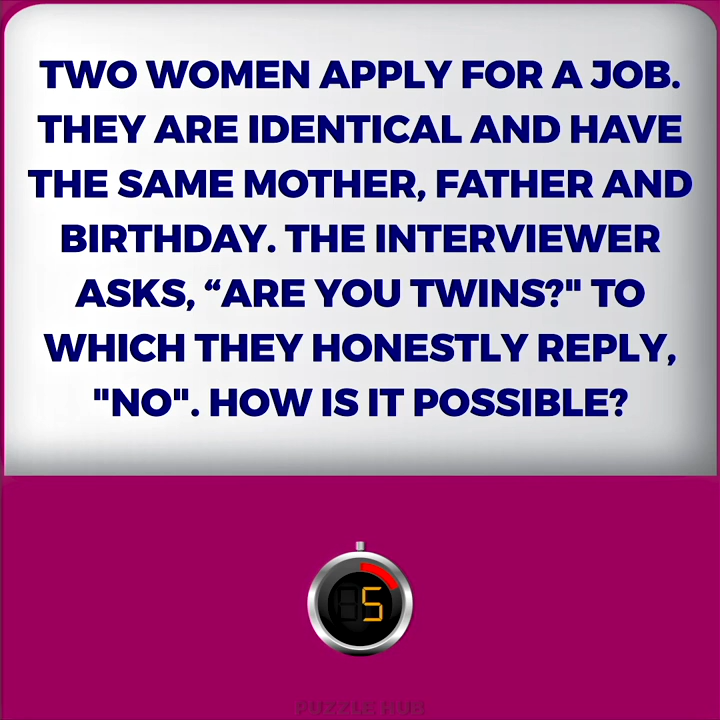 TWO WOMEN APPLY FOR A JOB.
THEY ARE IDENTICAL AND HAVE
THE SAME MOTHER, FATHER AND
BIRTHDAY. THE INTERVIEWER
ASKS, “ARE YOU TWINS?" TO
WHICH THEY HONESTLY REPLY,
"NO". HOW IS IT POSSIBLE?
5
PUZZLE HUB